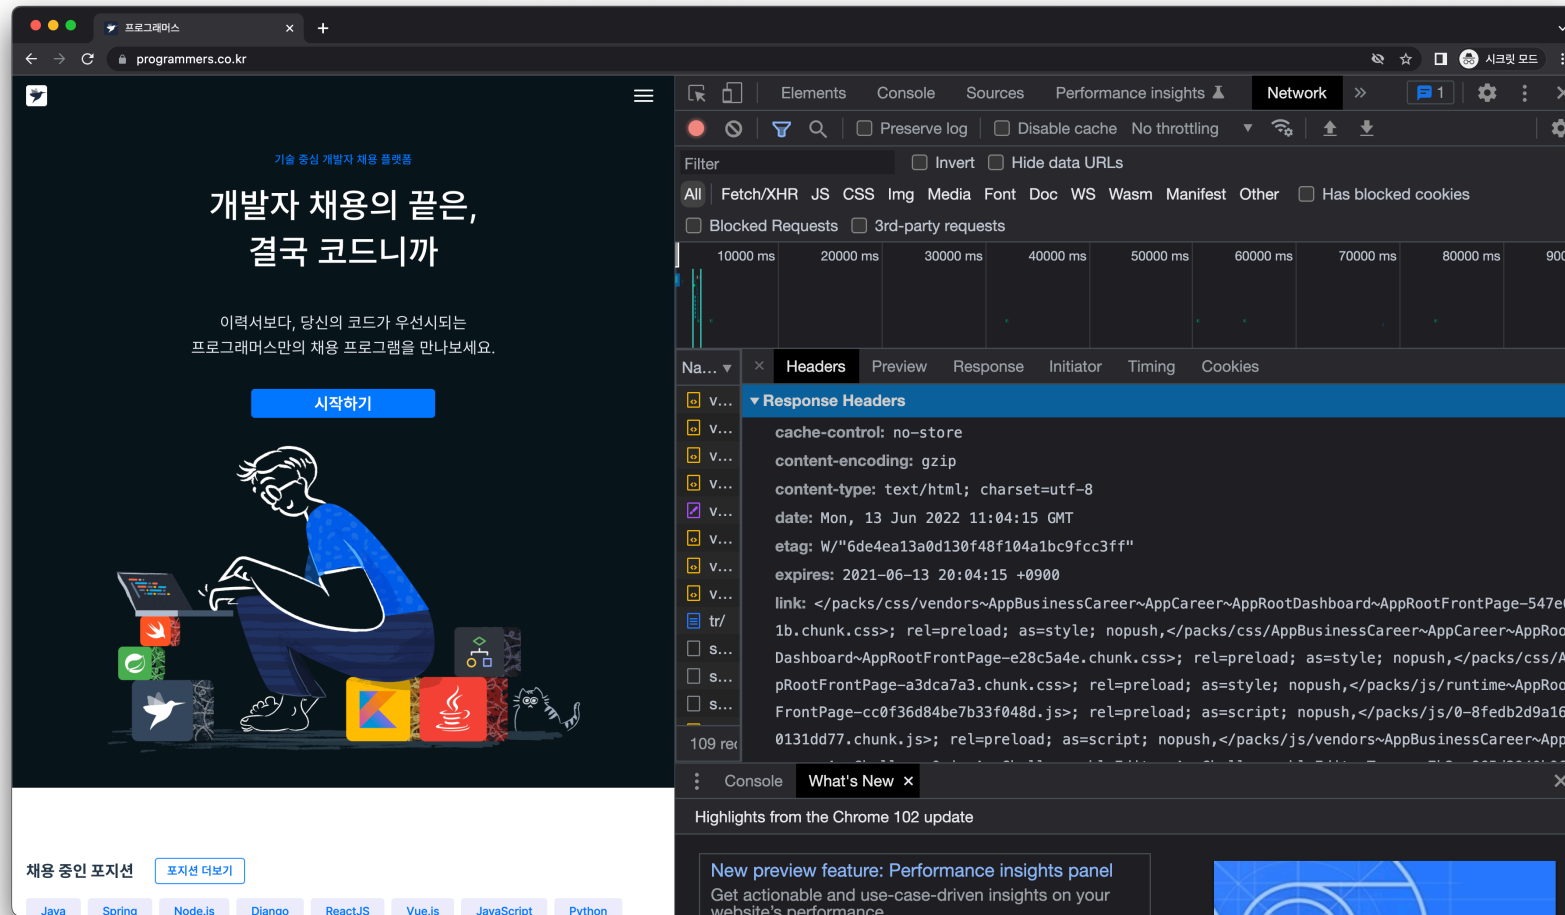 프로그래머스
programmers.co.kr
시크릿 모드
기술 중심 개발자 채용 플랫폼
개발자 채용의 끝은,
결국 코드니까
이력서보다, 당신의 코드가 우선시되는
프로그래머스만의 채용 프로그램을 만나보세요.
시작하기
채용 중인 포지션
포지션 더보기
Java Spring Node.js Django ReactJS Vue.js JavaScript Python
Elements Console Sources Performance insights Network 1
Preserve log Disable cache No throttling
Filter Invert Hide data URLs
All Fetch/XHR JS CSS Img Media Font Doc WS Wasm Manifest Other Has blocked cookies
Blocked Requests 3rd-party requests
10000 ms 20000 ms 30000 ms 40000 ms 50000 ms 60000 ms 70000 ms 80000 ms 900
Na... Headers Preview Response Initiator Timing Cookies
v...
v...
v...
v...
v...
v...
v...
v...
tr/
s...
s...
s...
109 rec
Response Headers
cache-control: no-store
content-encoding: gzip
content-type: text/html; charset=utf-8
date: Mon, 13 Jun 2022 11:04:15 GMT
etag: W/"6de4ea13a0d130f48f104a1bc9fcc3ff"
expires: 2021-06-13 20:04:15 +0900
link: </packs/css/vendors~AppBusinessCareer~AppCareer~AppRootDashboard~AppRootFrontPage-547e
1b.chunk.css>; rel=preload; as=style; nopush,</packs/css/AppBusinessCareer~AppCareer~AppRoo
Dashboard~AppRootFrontPage-e28c5a4e.chunk.css>; rel=preload; as=style; nopush,</packs/css/A
pRootFrontPage-a3dca7a3.chunk.css>; rel=preload; as=style; nopush,</packs/js/runtime~AppRoo
FrontPage-cc0f36d84be7b33f048d.js>; rel=preload; as=script; nopush,</packs/js/0-8fedb2d9a16
0131dd77.chunk.js>; rel=preload; as=script; nopush,</packs/js/vendors~AppBusinessCareer~App
Console What's New
Highlights from the Chrome 102 update
New preview feature: Performance insights panel
Get actionable and use-case-driven insights on your
website's performance